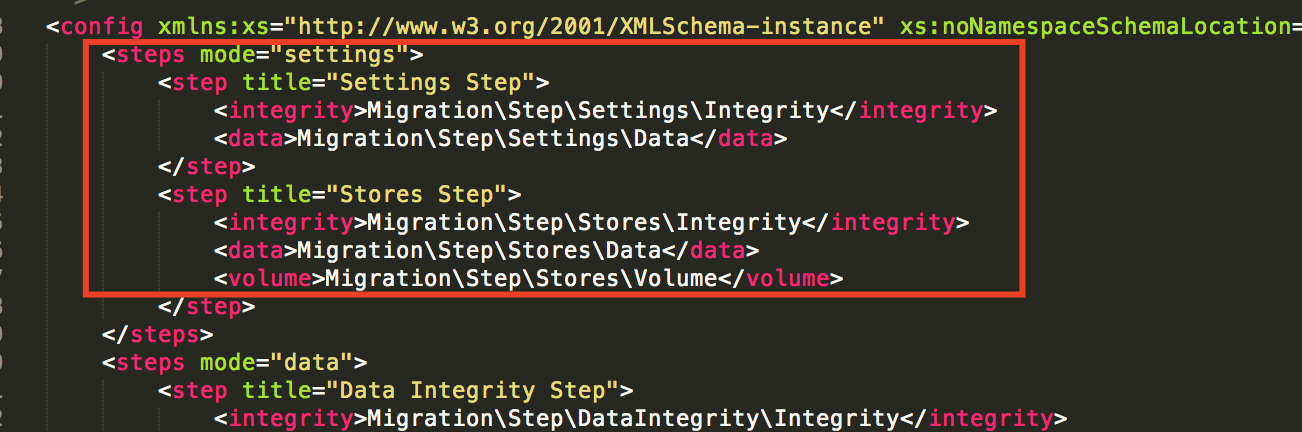 <config xmlns:xs="http://www.w3.org/2001/XMLSchema-instance" xs:noNamespaceSchemaLocation=
<steps mode="settings">
<step title="Settings Step">
<integrity>Migration\Step\Settings\Integrity</integrity>
<data>Migration\Step\Settings\Data</data>
</step>
<step title="Stores Step">
<integrity>Migration\Step\Stores\Integrity</integrity>
<data>Migration\Step\Stores\Data</data>
<volume>Migration\Step\Stores\Volume</volume>
</step>
</steps>
<steps mode="data">
<step title="Data Integrity Step">
<integrity>Migration\Step\DataIntegrity\Integrity</integrity>